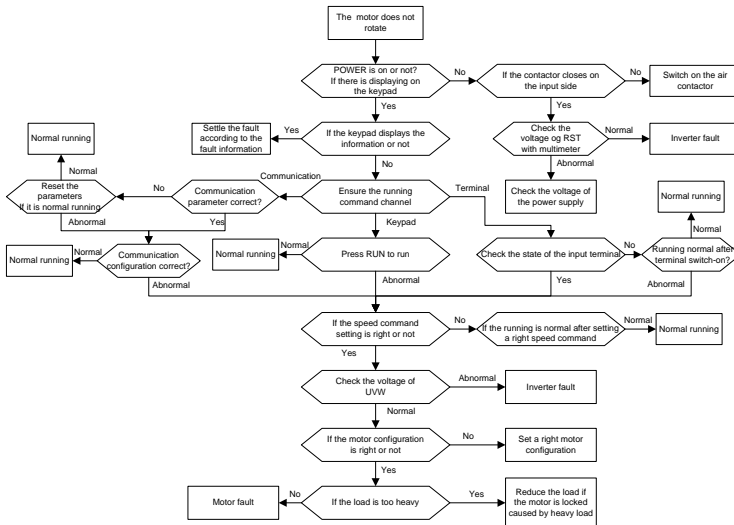 The motor does not
rotate
POWER is on or not?
If there is displaying on
the keypad
No
If the contactor closes on
the input side
No
Switch on the air
contactor
Yes
Yes
Normal running
Settle the fault
according to the
fault information
Yes
If the keypad displays the
information or not
Check the
voltage og RST
with multimeter
Normal
Inverter fault
Normal
No
Abnormal
Communication
Reset the
parameters
If it is normal running
No
Communication
parameter correct?
Ensure the running
command channel
Terminal
Check the voltage of
the power supply
Normal running
Abnormal
Yes
Keypad
Normal
Normal running
Normal
Communication
configuration correct?
Normal running
Normal
Press RUN to run
Check the state of the input terminal
No
Running normal after
terminal switch-on?
Abnormal
Abnormal
Yes
Abnormal
If the speed command
setting is right or not
No
If the running is normal after setting
a right speed command
Normal
Normal running
Yes
Check the voltage of
UVW
Abnormal
Inverter fault
Normal
If the motor configuration
is right or not
No
Set a right motor
configuration
Yes
Motor fault
No
If the load is too heavy
Yes
Reduce the load if
the motor is locked
caused by heavy load